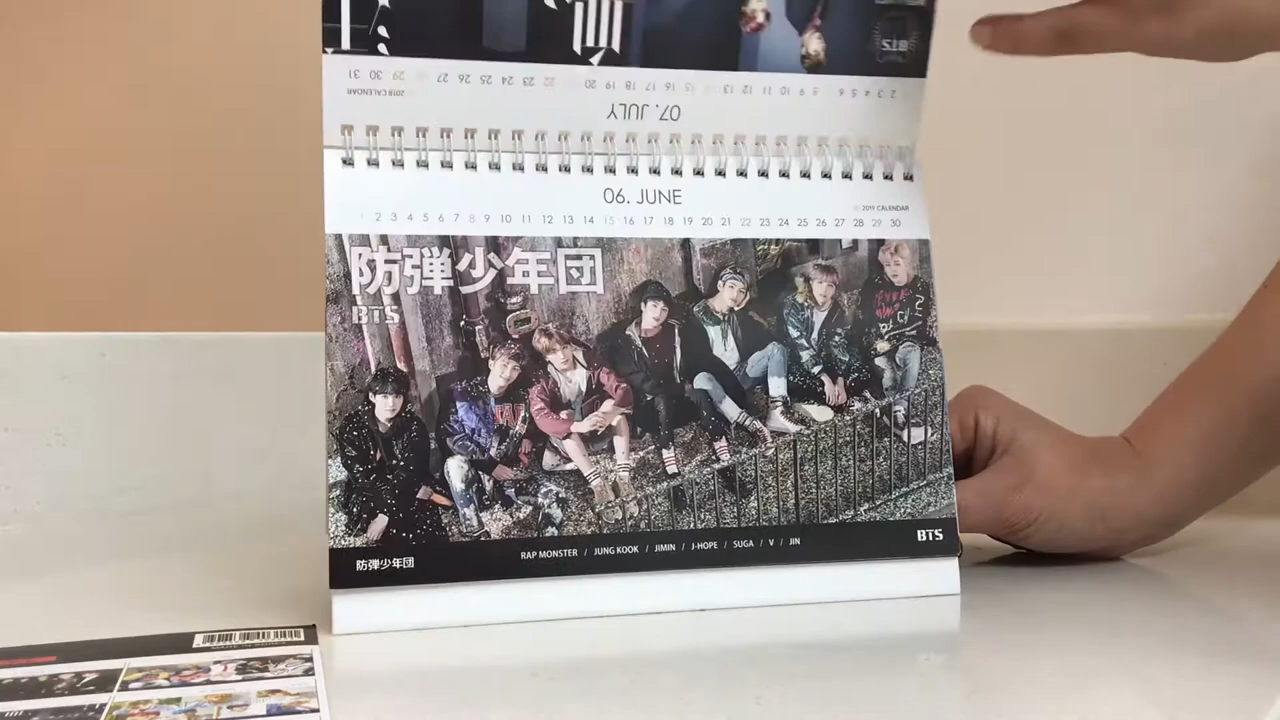 B.T.S
31 30 29 27 26 25 24 23 22 20 19 18 17 16 15 13 12 11 10 9 8 6 5 4 3 2
2018 CALENDAR
07. JULY
06. JUNE
2019 CALENDAR
1 2 3 4 5 6 7 8 9 10 11 12 13 14 15 16 17 18 19 20 21 22 23 24 25 26 27 28 29 30
防弾少年団
BTS
防弾少年団
RAP MONSTER / JUNG KOOK / JIMIN / J-HOPE / SUGA / V / JIN
BTS